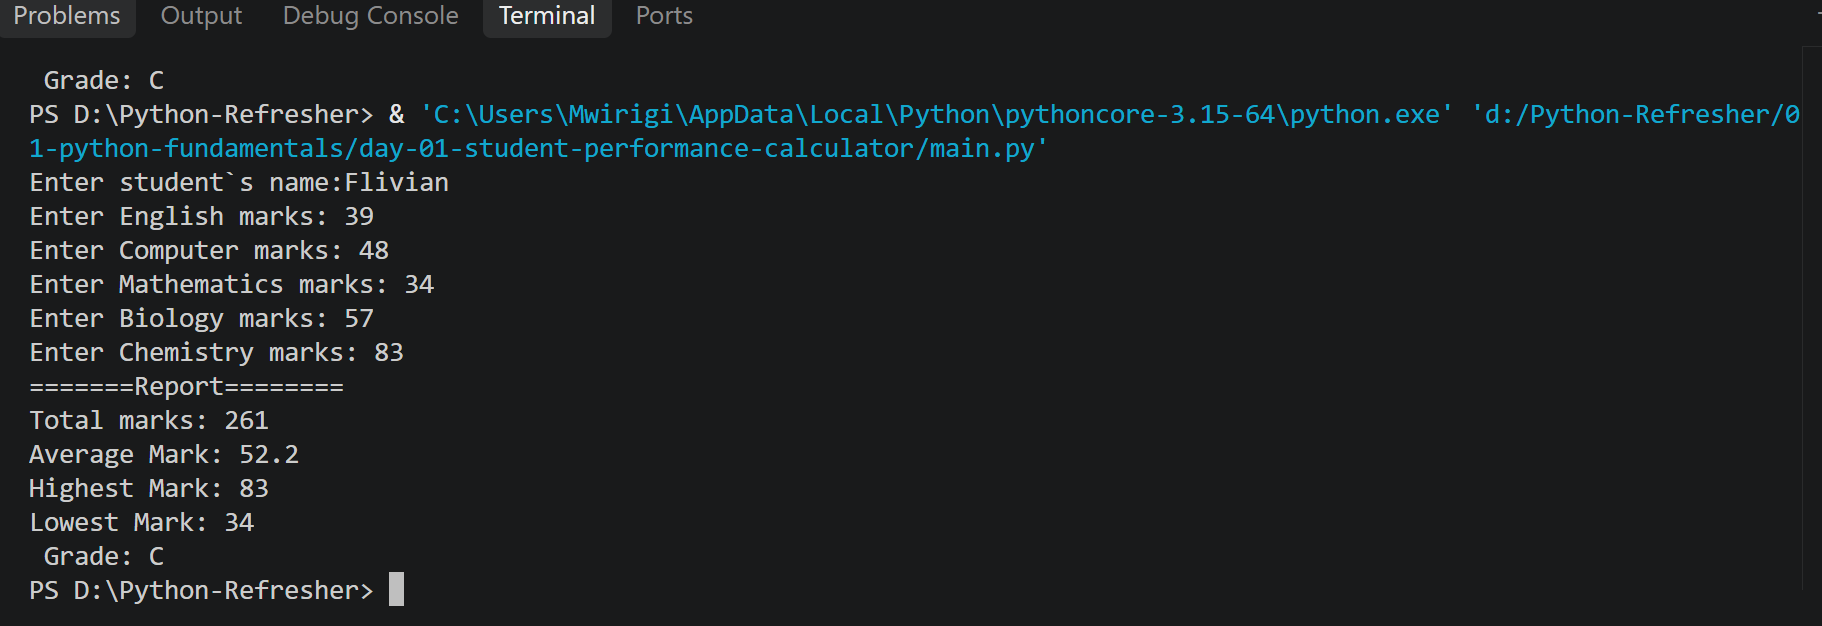 Problems Output Debug Console Terminal Ports
Grade: C
PS D:\Python-Refresher> & 'C:\Users\Mwirigi\AppData\Local\Python\pythoncore-3.15-64\python.exe' 'd:/Python-Refresher/0
1-python-fundamentals/day-01-student-performance-calculator/main.py'
Enter student`s name:Flivian
Enter English marks: 39
Enter Computer marks: 48
Enter Mathematics marks: 34
Enter Biology marks: 57
Enter Chemistry marks: 83
=======Report========
Total marks: 261
Average Mark: 52.2
Highest Mark: 83
Lowest Mark: 34
Grade: C
PS D:\Python-Refresher>